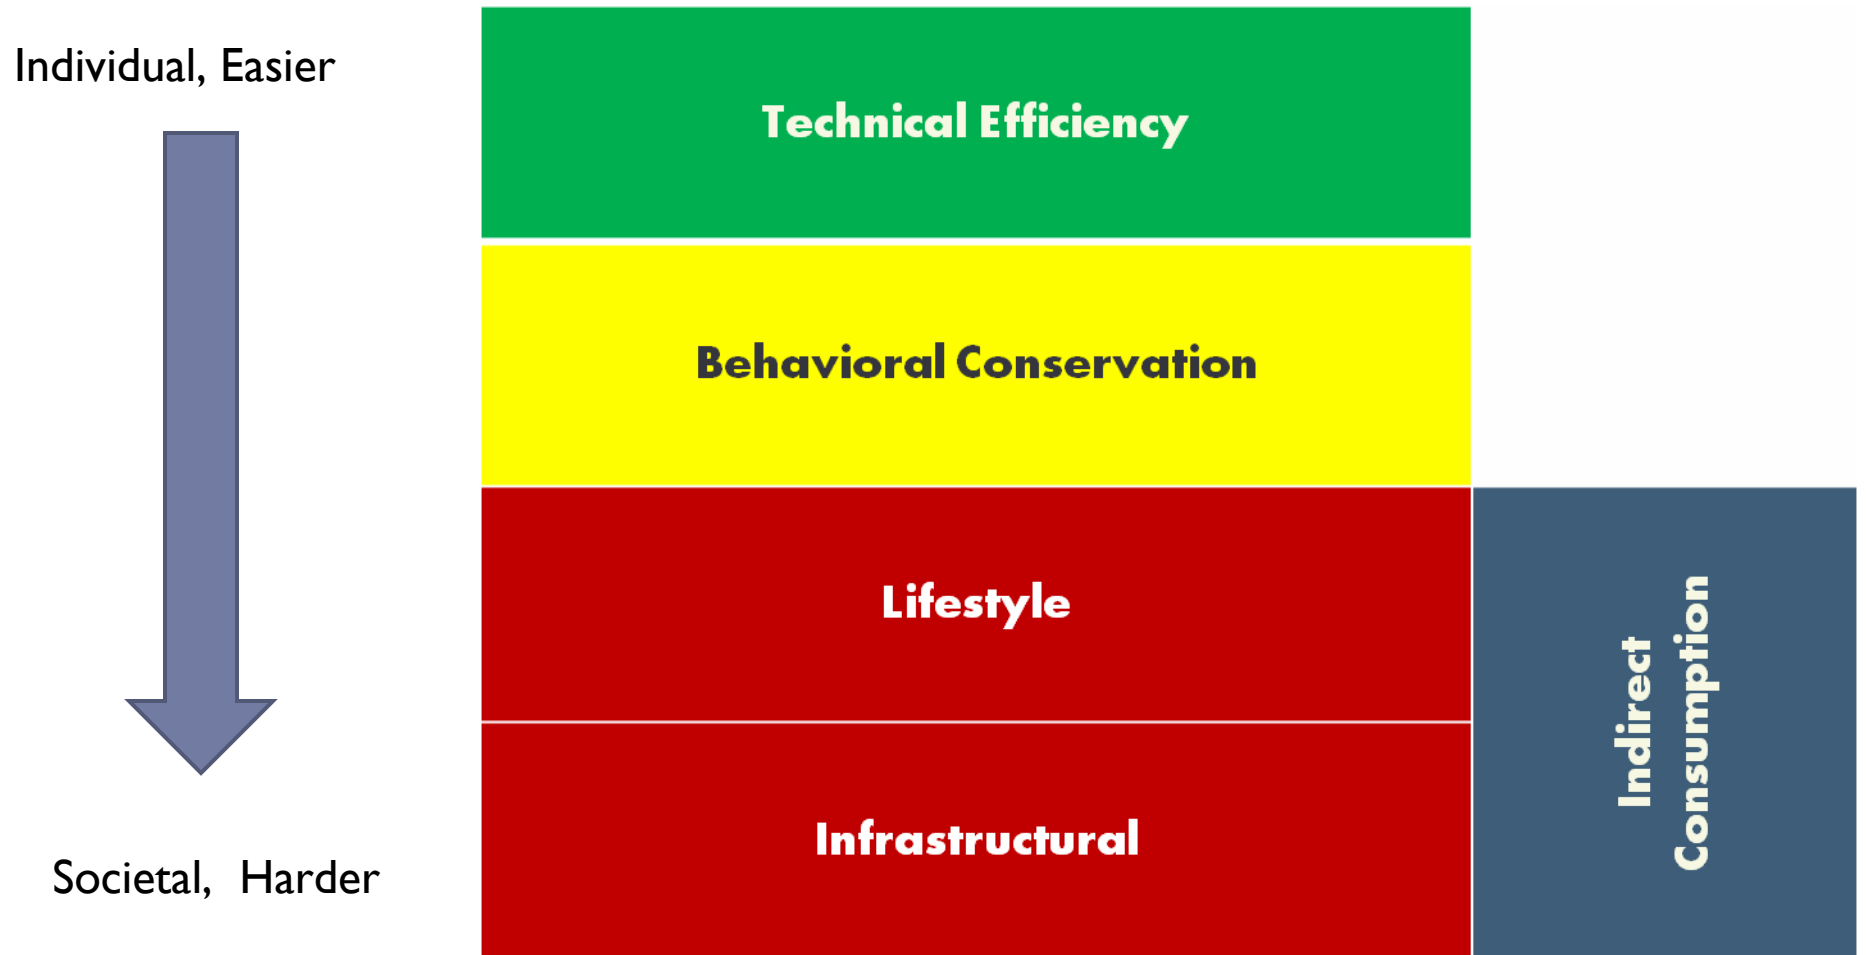 Individual, Easier
Technical Efficiency
Behavioral Conservation
Lifestyle
Indirect
Consumption
Infrastructural
Societal, Harder